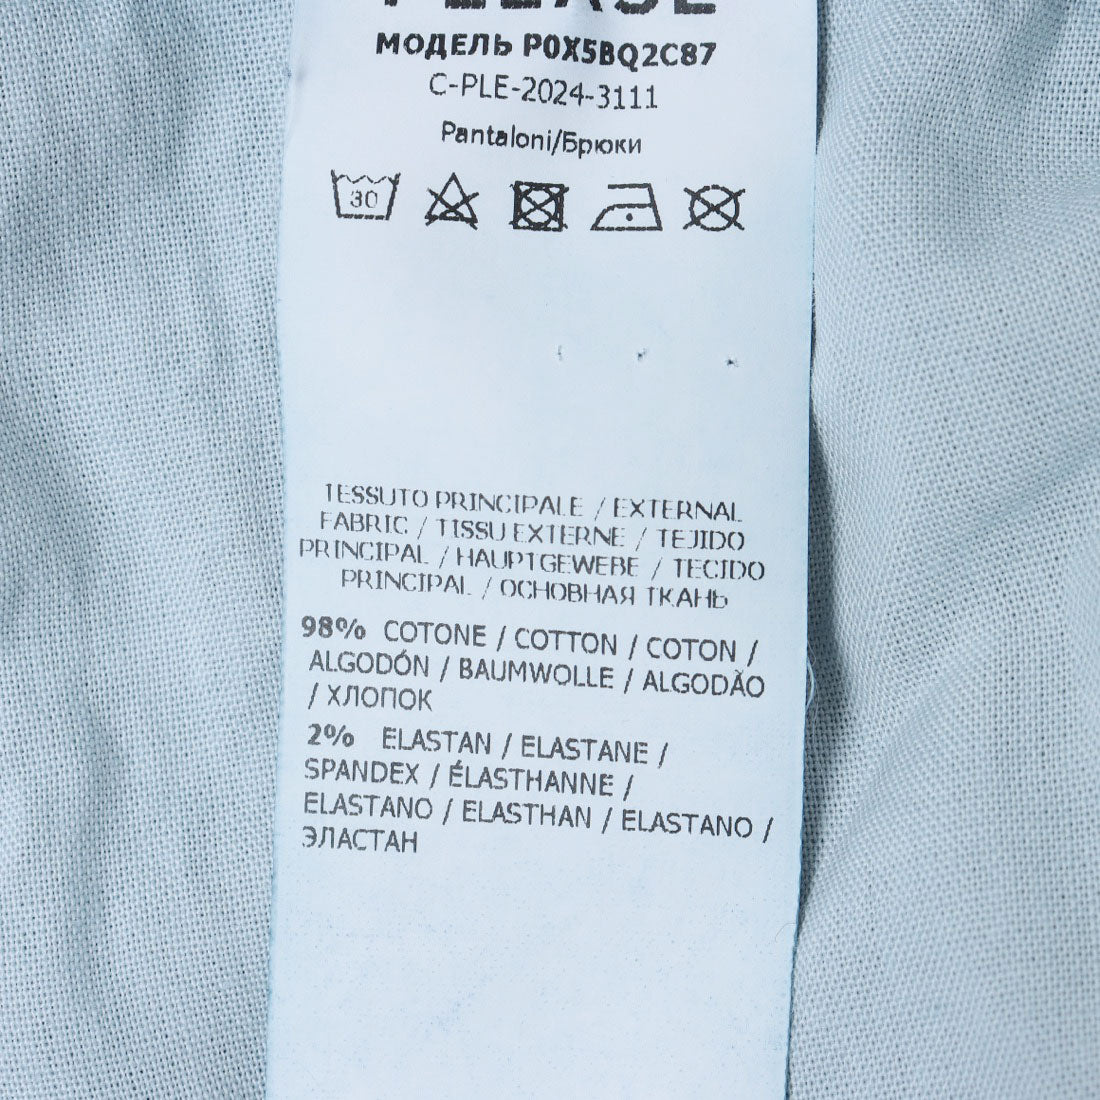 PLEASE
МОДЕЛЬ P0X5BQ2C87
C-PLE-2024-3111
Pantaloni/Брюки
30
TESSUTO PRINCIPALE / EXTERNAL
FABRIC / TISSU EXTERNE / TEJIDO
PRINCIPAL / HAUPTGEWEBE / TECIDO
PRINCIPAL / ОСНОВНАЯ ТКАНЬ
98% COTONE / COTTON / COTON /
ALGODÓN / BAUMWOLLE / ALGODÃO
/ ХЛОПОК
2% ELASTAN / ELASTANE /
SPANDEX / ÉLASTHANNE /
ELASTANO / ELASTHAN / ELASTANO /
ЭЛАСТАН